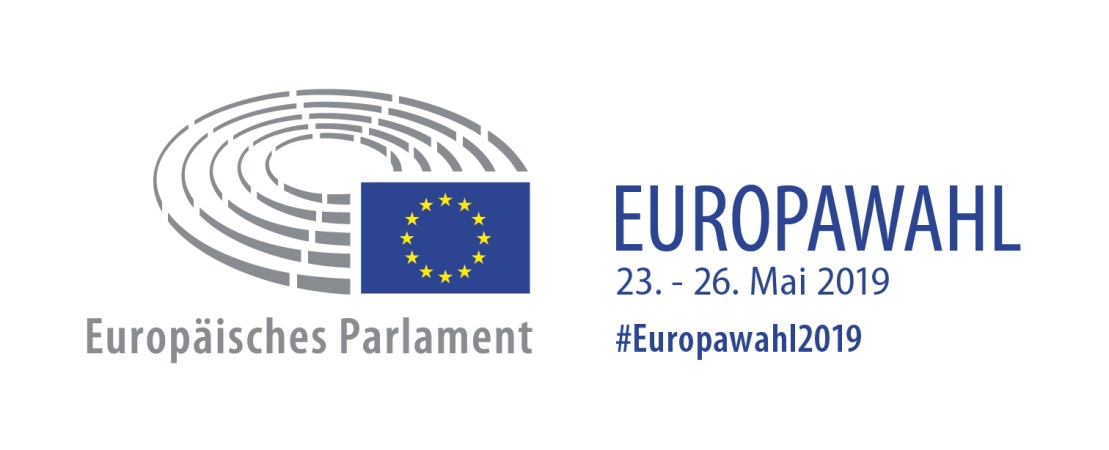 Europäisches Parlament
EUROPAWAHL
23. - 26. Mai 2019
#Europawahl2019